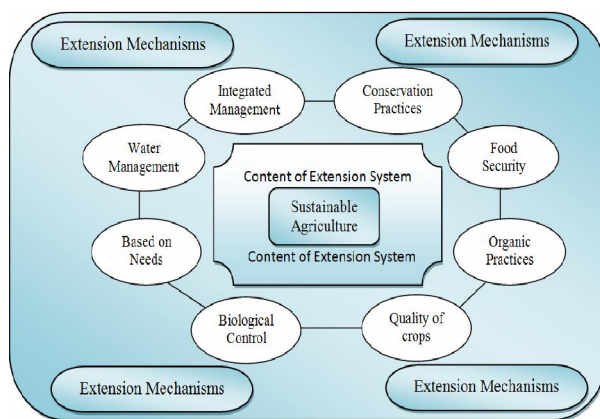 Extension Mechanisms
Extension Mechanisms
Integrated
Management
Conservation
Practices
Water
Management
Food
Security
Content of Extension System
Sustainable
Agriculture
Content of Extension System
Based on
Needs
Organic
Practices
Biological
Control
Quality of
crops
Extension Mechanisms
Extension Mechanisms